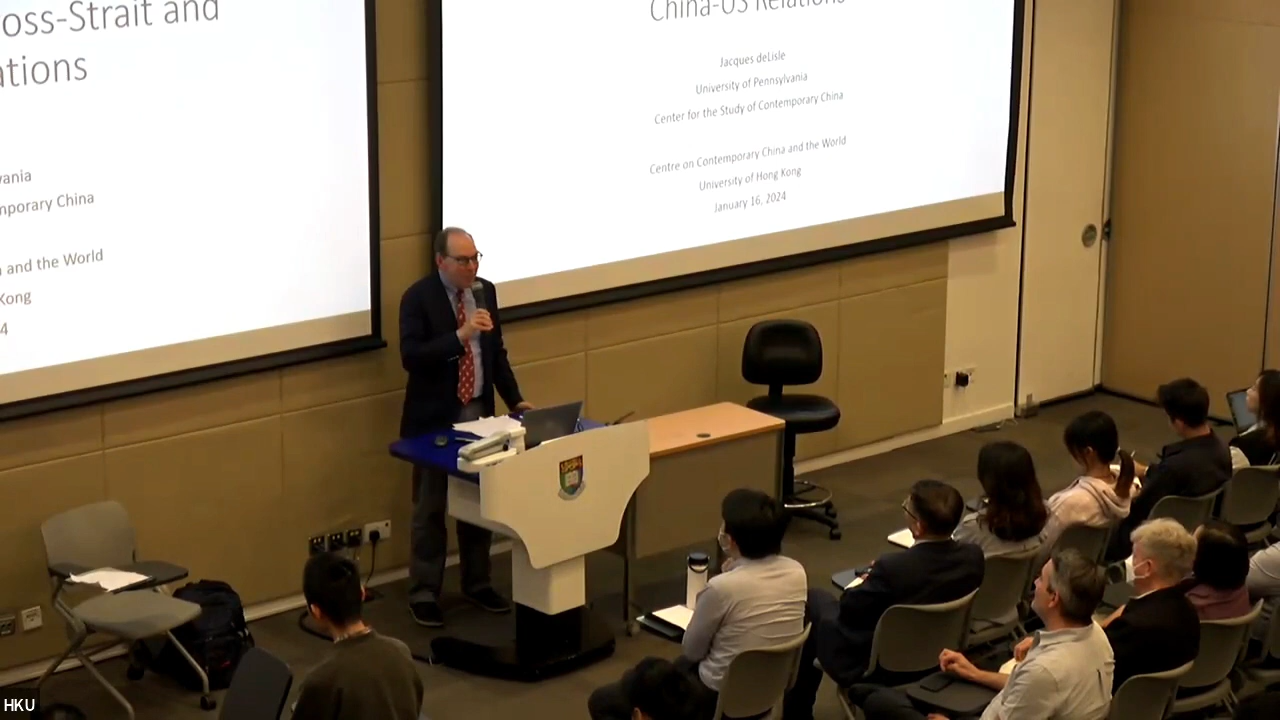 oss-Strait and
ations
vania
nporary China
and the World
Kong
4
China-US Relations
Jacques deLisle
University of Pennsylvania
Center for the Study of Contemporary China
Centre on Contemporary China and the World
University of Hong Kong
January 16, 2024
HKU